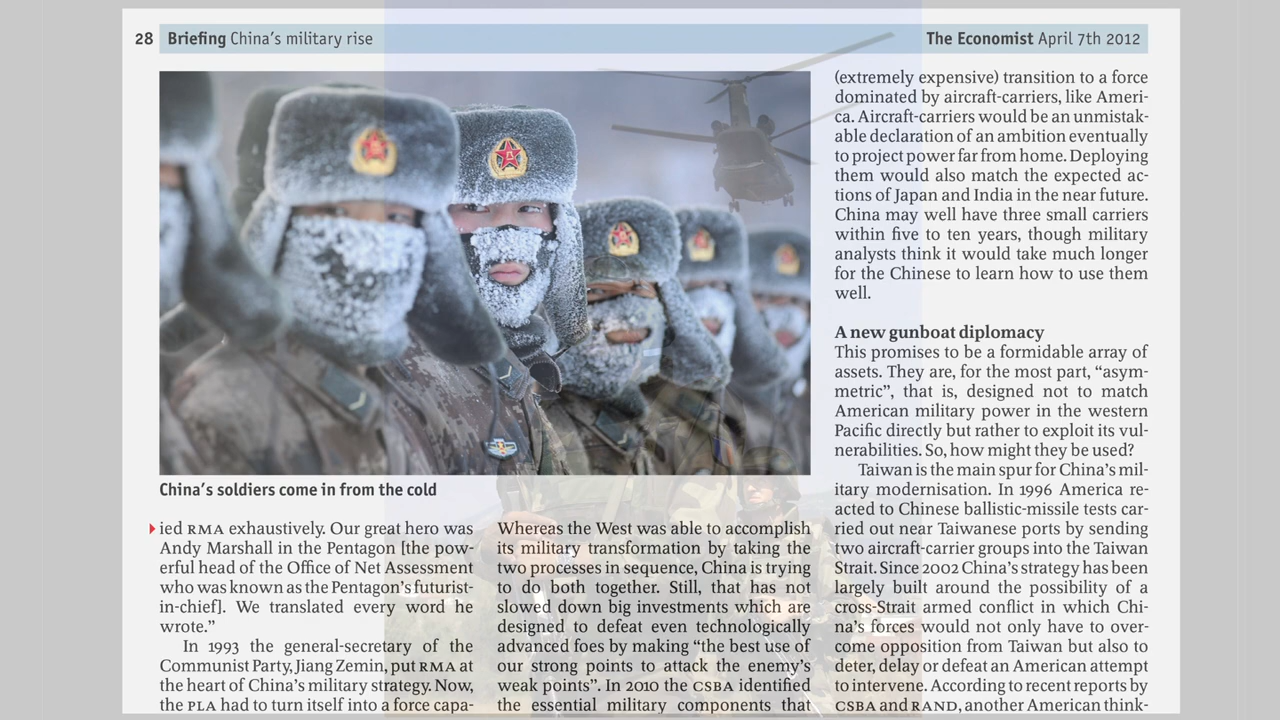 28 Briefing China's military rise
The Economist April 7th 2012
China's soldiers come in from the cold
ied RMA exhaustively. Our great hero was
Andy Marshall in the Pentagon [the pow-
erful head of the Office of Net Assessment
who was known as the Pentagon's futurist-
in-chief]. We translated every word he
wrote.”
In 1993 the general-secretary of the
Communist Party, Jiang Zemin, put RMA at
the heart of China's military strategy. Now,
the PLA had to turn itself into a force capa-
Whereas the West was able to accomplish
its military transformation by taking the
two processes in sequence, China is trying
to do both together. Still, that has not
slowed down big investments which are
designed to defeat even technologically
advanced foes by making “the best use of
our strong points to attack the enemy's
weak points”. In 2010 the CSBA identified
the essential military components that
(extremely expensive) transition to a force
dominated by aircraft-carriers, like Ameri-
ca. Aircraft-carriers would be an unmistak-
able declaration of an ambition eventually
to project power far from home. Deploying
them would also match the expected ac-
tions of Japan and India in the near future.
China may well have three small carriers
within five to ten years, though military
analysts think it would take much longer
for the Chinese to learn how to use them
well.
A new gunboat diplomacy
This promises to be a formidable array of
assets. They are, for the most part, “asym-
metric”, that is, designed not to match
American military power in the western
Pacific directly but rather to exploit its vul-
nerabilities. So, how might they be used?
Taiwan is the main spur for China's mil-
itary modernisation. In 1996 America re-
acted to Chinese ballistic-missile tests car-
ried out near Taiwanese ports by sending
two aircraft-carrier groups into the Taiwan
Strait. Since 2002 China's strategy has been
largely built around the possibility of a
cross-Strait armed conflict in which Chi-
na's forces would not only have to over-
come opposition from Taiwan but also to
deter, delay or defeat an American attempt
to intervene. According to recent reports by
CSBA and RAND, another American think-